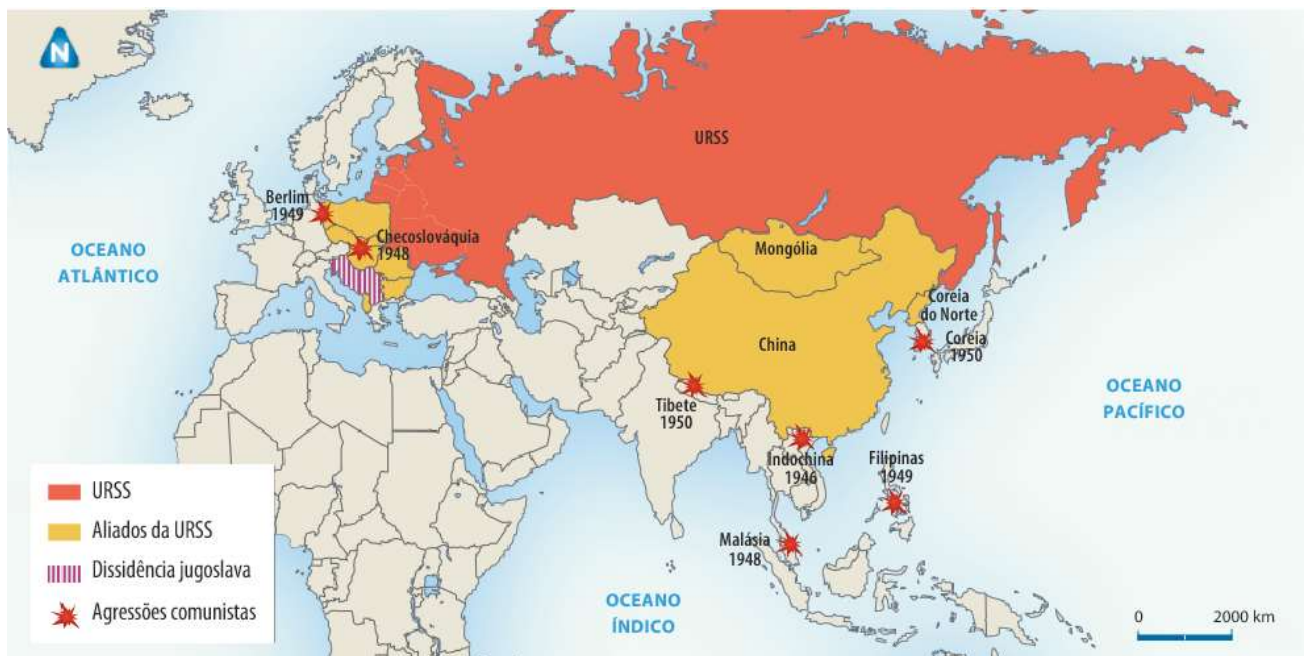 N
URSS
Berlim
1949
Checoslováquia
1948
OCEANO
ATLÂNTICO
Mongólia
China
Coreia
do Norte
Coreia
1950
Tibete
1950
OCEANO
PACÍFICO
Indochina
1946
Filipinas
1949
Malásia
1948
OCEANO
ÍNDICO
URSS
Aliados da URSS
Dissidência jugoslava
Agressões comunistas
0 2000 km